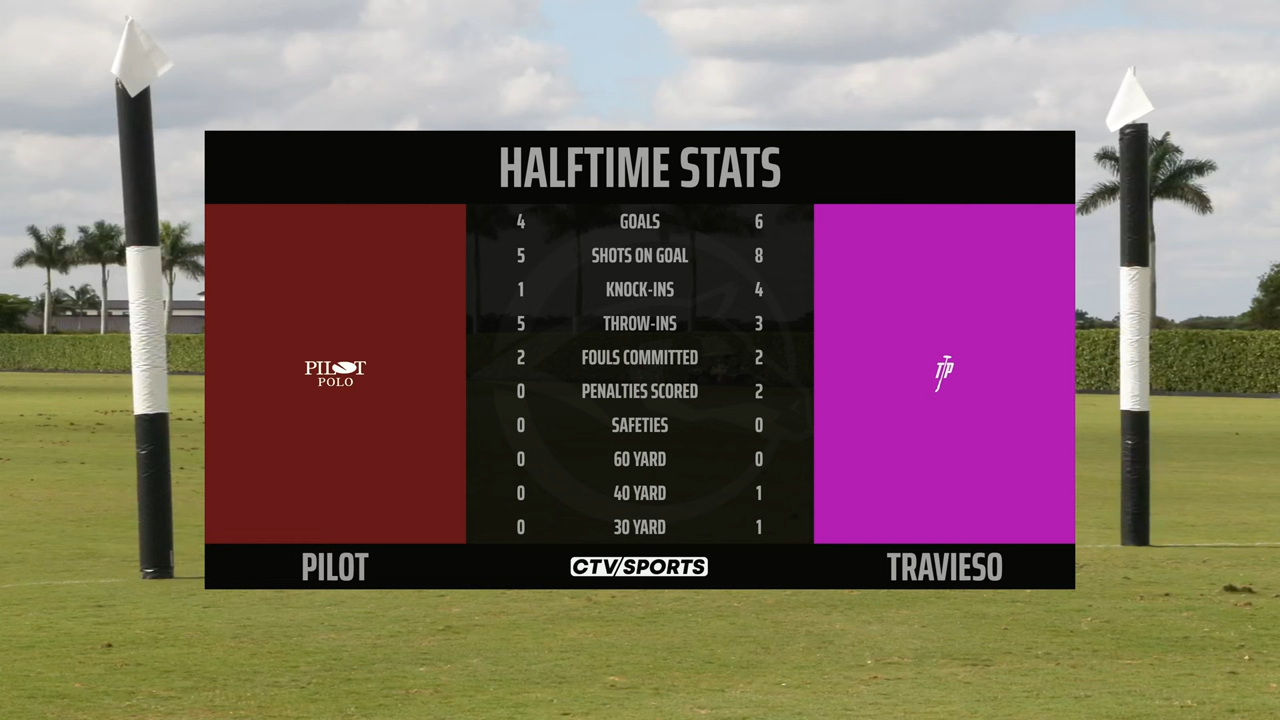 HALFTIME STATS
4 GOALS 6
5 SHOTS ON GOAL 8
1 KNOCK-INS 4
5 THROW-INS 3
2 FOULS COMMITTED 2
0 PENALTIES SCORED 2
0 SAFETIES 0
0 60 YARD 0
0 40 YARD 1
0 30 YARD 1
PILOT
POLO
TP
PILOT CTV/SPORTS TRAVIESO